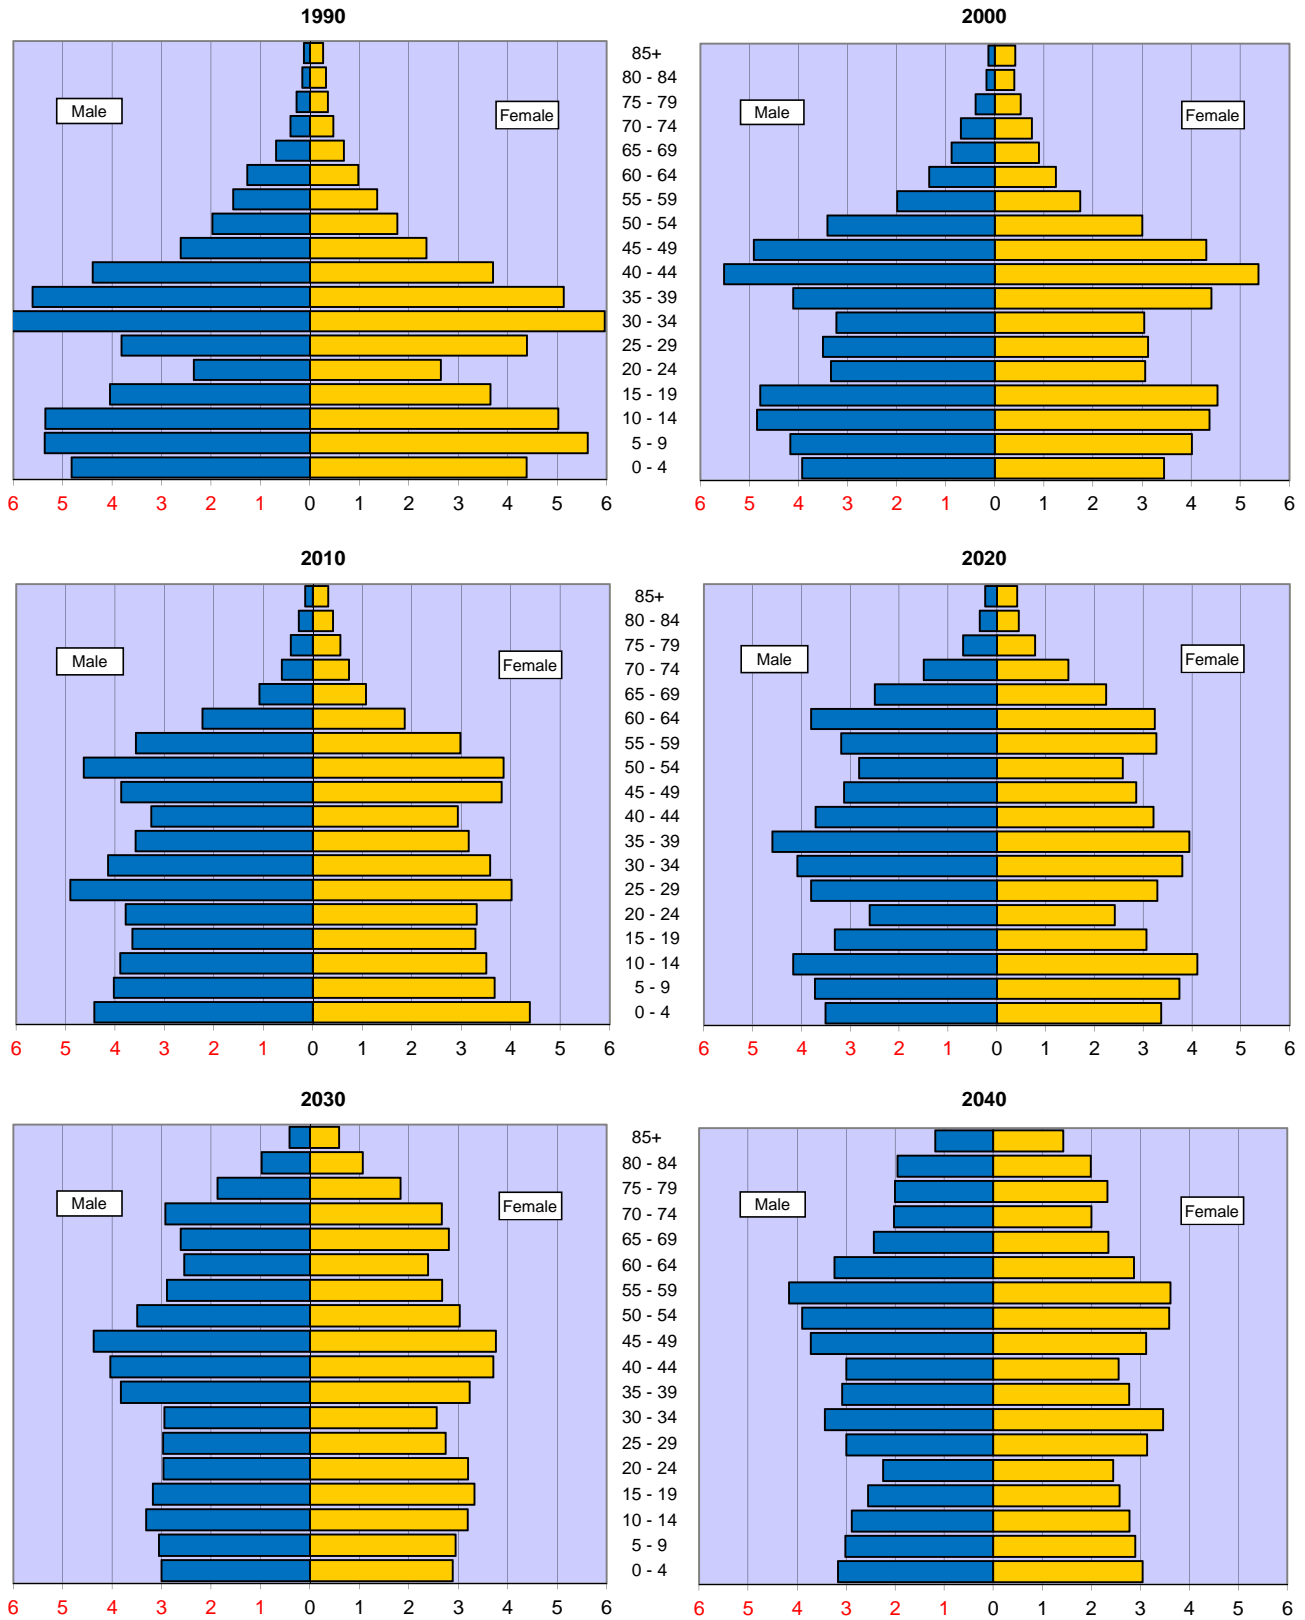 1990
2000
85+
80 - 84
75 - 79
70 - 74
65 - 69
60 - 64
55 - 59
50 - 54
45 - 49
40 - 44
35 - 39
30 - 34
25 - 29
20 - 24
15 - 19
10 - 14
5 - 9
0 - 4
Male
Female
Male
Female
6 5 4 3 2 1 0 1 2 3 4 5 6
6 5 4 3 2 1 0 1 2 3 4 5 6
2010
2020
85+
80 - 84
75 - 79
70 - 74
65 - 69
60 - 64
55 - 59
50 - 54
45 - 49
40 - 44
35 - 39
30 - 34
25 - 29
20 - 24
15 - 19
10 - 14
5 - 9
0 - 4
Male
Female
Male
Female
6 5 4 3 2 1 0 1 2 3 4 5 6
6 5 4 3 2 1 0 1 2 3 4 5 6
2030
2040
85+
80 - 84
75 - 79
70 - 74
65 - 69
60 - 64
55 - 59
50 - 54
45 - 49
40 - 44
35 - 39
30 - 34
25 - 29
20 - 24
15 - 19
10 - 14
5 - 9
0 - 4
Male
Female
Male
Female
6 5 4 3 2 1 0 1 2 3 4 5 6
6 5 4 3 2 1 0 1 2 3 4 5 6